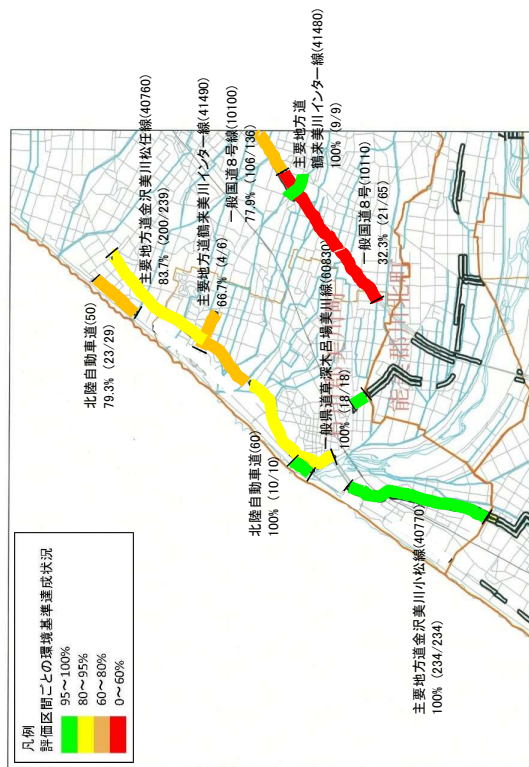 凡例
評価区間ごとの環境基準達成状況
95～100%
80～95%
60～80%
0～60%
北陸自動車道(50)
79.3% (23/29)
主要地方道金沢美川松任線(40760)
83.7% (200/239)
主要地方道鶴来美川インター線(41490)
66.7% (4/6)
一般国道8号線(10100)
77.9% (106/136)
主要地方道
鶴来美川インター線(41480)
100% (9/9)
一般国道8号(10110)
32.3% (21/65)
一般県道草深木呂場美川線(60830)
100% (18/18)
北陸自動車道(60)
100% (10/10)
主要地方道金沢美川小松線(40770)
100% (234/234)